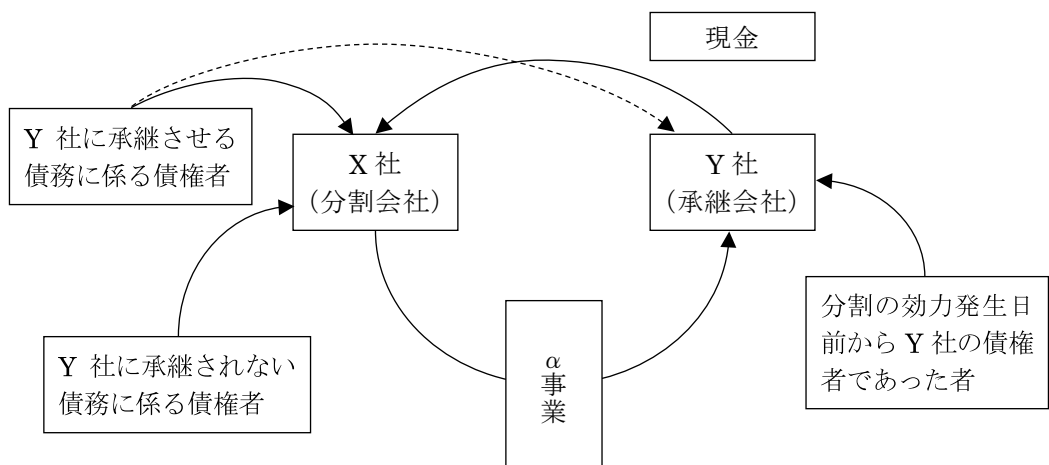 現金
Y 社に承継させる
債務に係る債権者
X 社
（分割会社）
Y 社
（承継会社）
Y 社に承継されない
債務に係る債権者
α事業
分割の効力発生日
前から Y 社の債権
者であった者